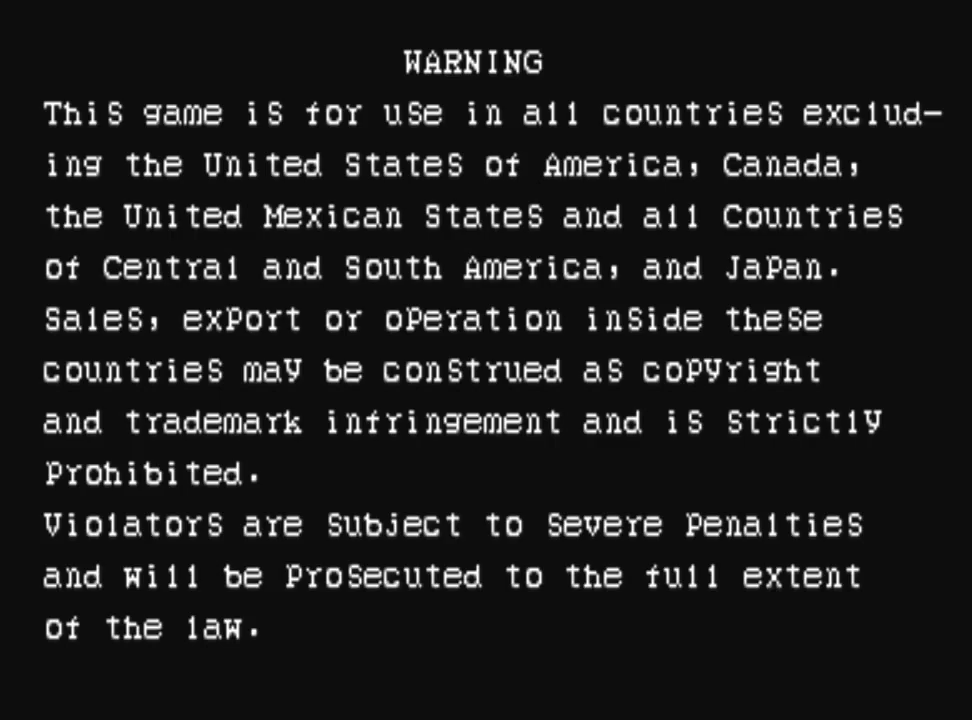 WARNING
This game is for use in all countries exclud-
ing the United States of America, Canada,
the United Mexican States and all Countries
of Central and South America, and Japan.
Sales, export or operation inside these
countries may be construed as copyright
and trademark infringement and is strictly
prohibited.
Violators are subject to severe penalties
and will be prosecuted to the full extent
of the law.